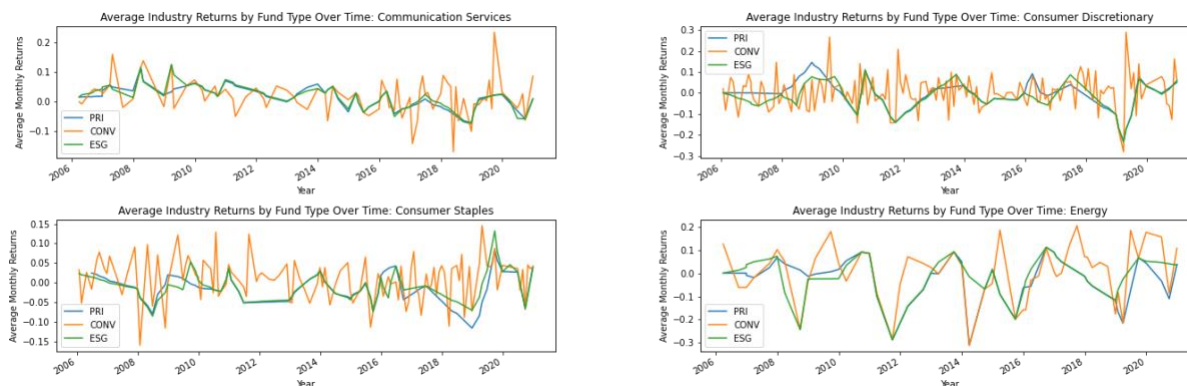 Average Industry Returns by Fund Type Over Time: Communication Services
Average Monthly Returns
0.2
0.1
0.0
−0.1
PRI
CONV
ESG
2006
2008
2010
2012
2014
2016
2018
2020
Year
Average Industry Returns by Fund Type Over Time: Consumer Discretionary
Average Monthly Returns
0.3
0.2
0.1
0.0
−0.1
−0.2
−0.3
PRI
CONV
ESG
2006
2008
2010
2012
2014
2016
2018
2020
Year
Average Industry Returns by Fund Type Over Time: Consumer Staples
Average Monthly Returns
0.15
0.10
0.05
0.00
−0.05
−0.10
−0.15
PRI
CONV
ESG
2006
2008
2010
2012
2014
2016
2018
2020
Year
Average Industry Returns by Fund Type Over Time: Energy
Average Monthly Returns
0.2
0.1
0.0
−0.1
−0.2
−0.3
PRI
CONV
ESG
2006
2008
2010
2012
2014
2016
2018
2020
Year